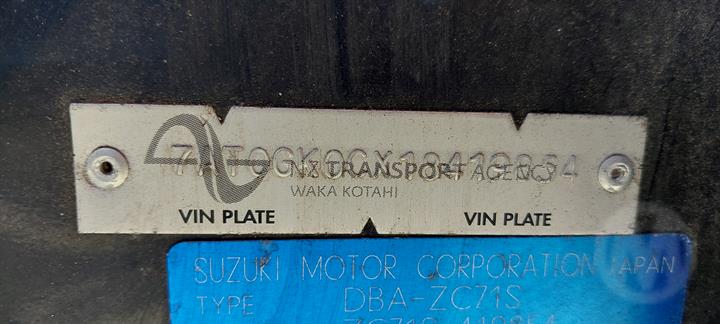 NZ TRANSPORT AGENCY
WAKA KOTAHI
VIN PLATE VIN PLATE
SUZUKI MOTOR CORPORATION JAPAN
TYPE DBA-ZC71S